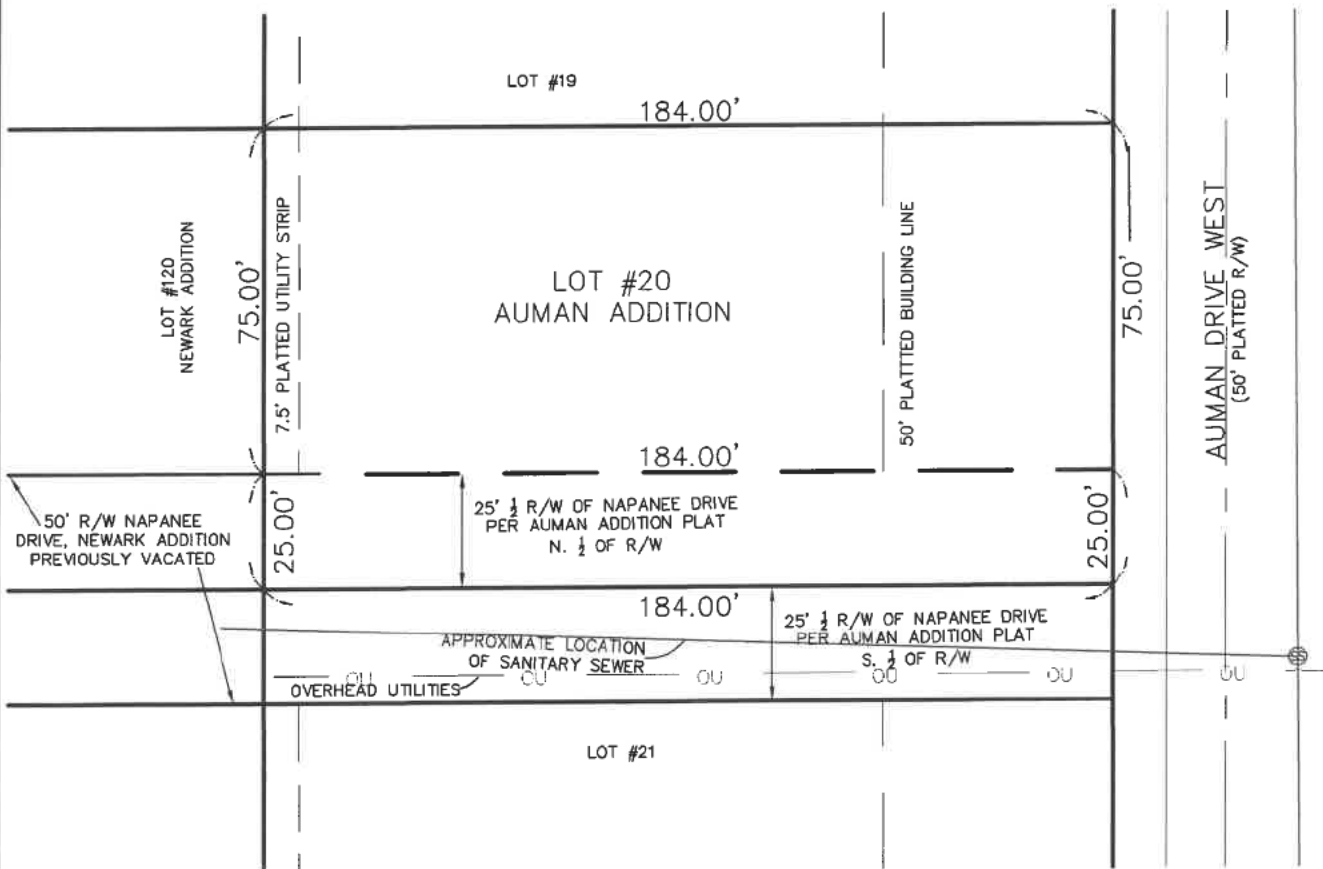 LOT #19
184.00'
LOT #120
NEWARK ADDITION
75.00'
7.5' PLATTED UTILITY STRIP
LOT #20
AUMAN ADDITION
50' PLATTTED BUILDING LINE
75.00'
AUMAN DRIVE WEST
(50' PLATTED R/W)
184.00'
50' R/W NAPANEE
DRIVE, NEWARK ADDITION
PREVIOUSLY VACATED
25.00'
25' ½ R/W OF NAPANEE DRIVE
PER AUMAN ADDITION PLAT
N. ½ OF R/W
25.00'
184.00'
25' ½ R/W OF NAPANEE DRIVE
PER AUMAN ADDITION PLAT
S. ½ OF R/W
APPROXIMATE LOCATION
OF SANITARY SEWER
OU OU OU OU OU OU
OVERHEAD UTILITIES
LOT #21